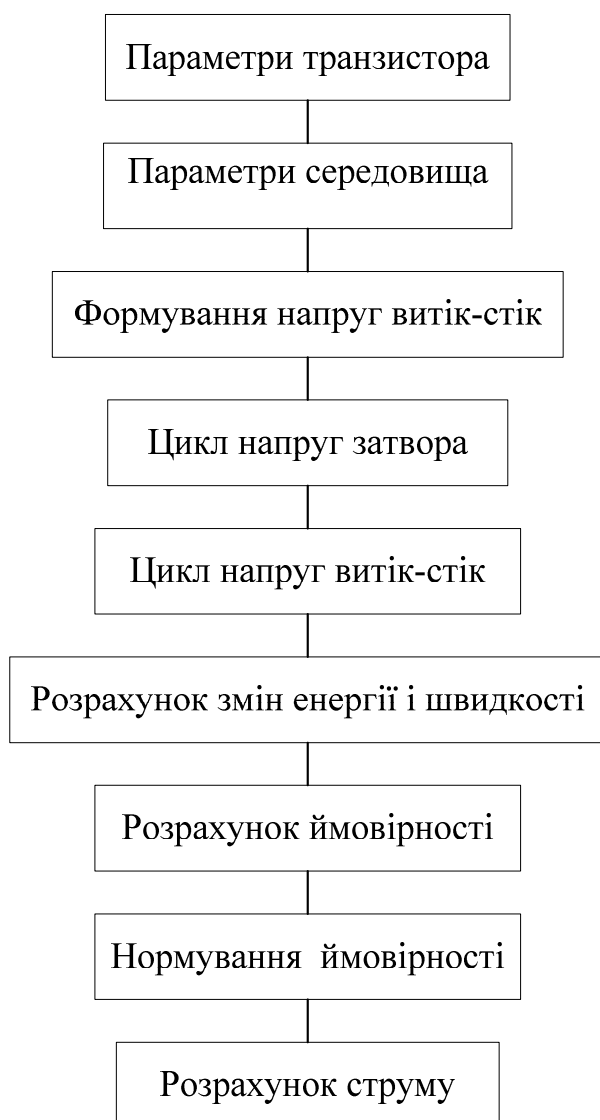 Параметри транзистора
Параметри середовища
Формування напруг витік-стік
Цикл напруг затвора
Цикл напруг витік-стік
Розрахунок змін енергії і швидкості
Розрахунок ймовірності
Нормування ймовірності
Розрахунок струму